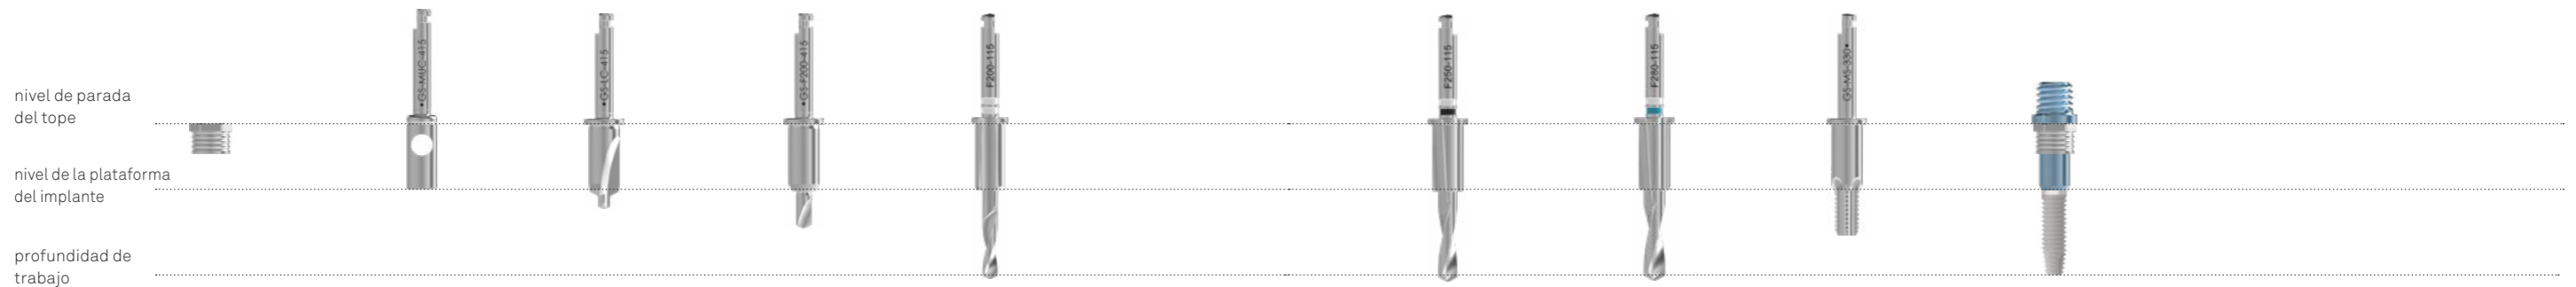 •GS-MUC-415
•GS-LC-415
•GS-F200-415
F200-115
F250-115
F280-115
GS-MS-330•
nivel de parada
del tope
nivel de la plataforma
del implante
profundidad de
trabajo